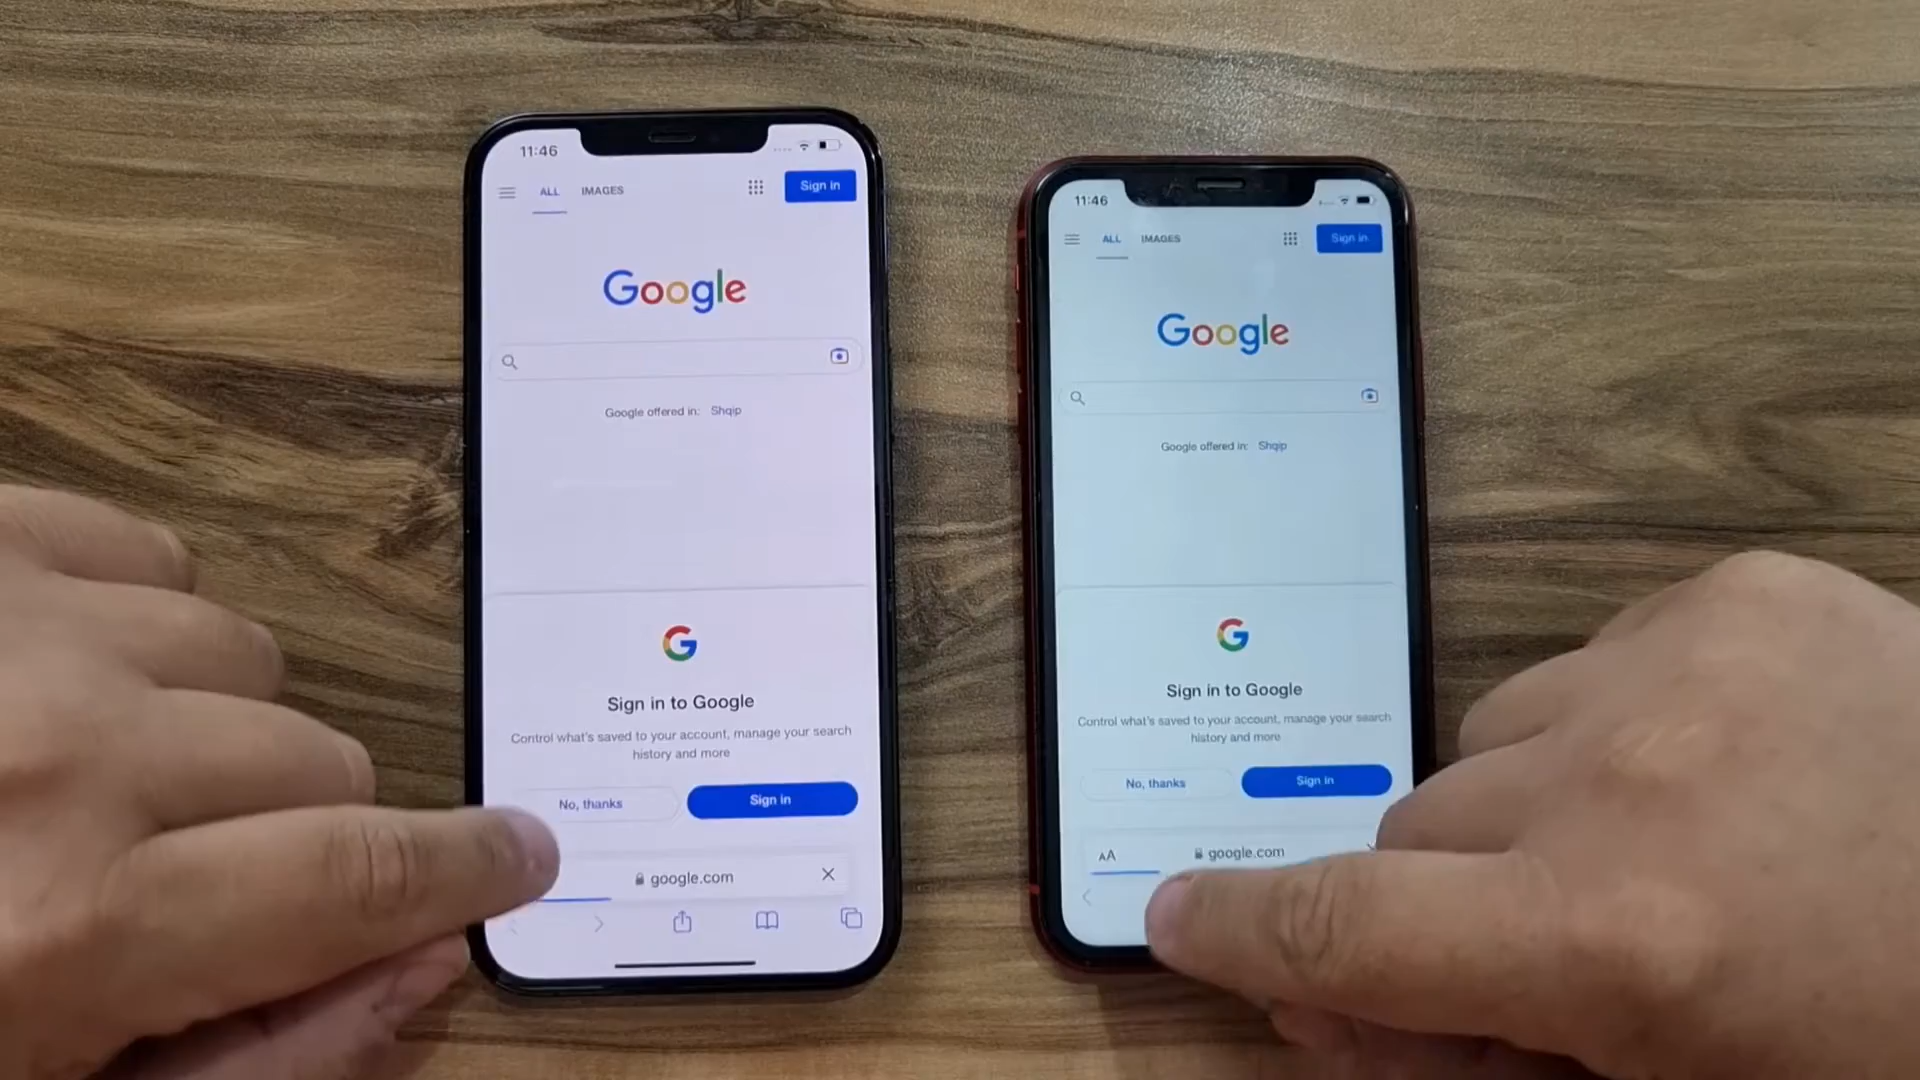 11:46
ALL IMAGES
Sign in
Google
Google offered in: Shqip
G
Sign in to Google
Control what's saved to your account, manage your search
history and more
No, thanks Sign in
google.com
11:46
ALL IMAGES
Sign in
Google
Google offered in: Shqip
G
Sign in to Google
Control what's saved to your account, manage your search
history and more
No, thanks Sign in
AA google.com